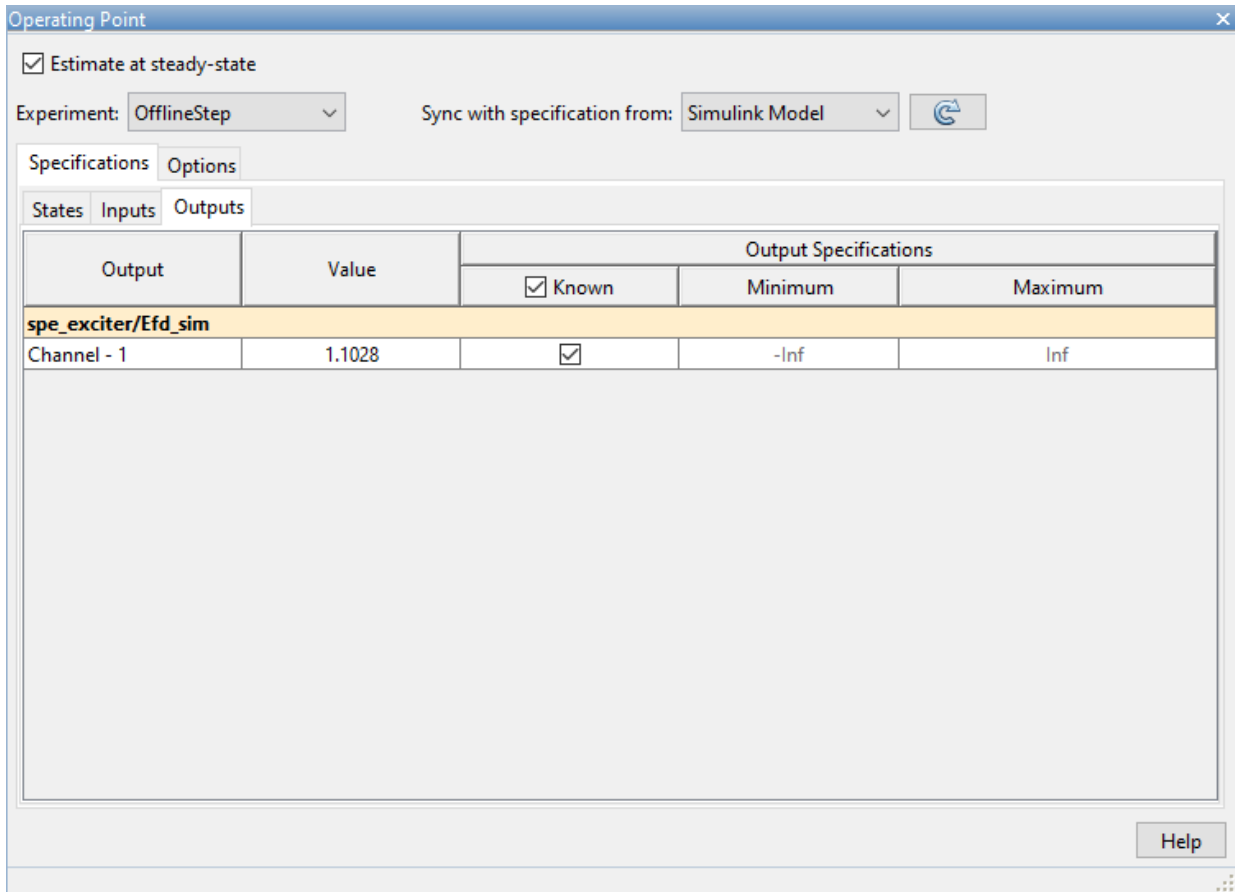 Operating Point
Estimate at steady-state
Experiment: OfflineStep Sync with specification from: Simulink Model
Specifications Options
States Inputs Outputs
Output Value Output Specifications
Known Minimum Maximum
spe_exciter/Efd_sim
Channel - 1 1.1028 -Inf Inf
Help